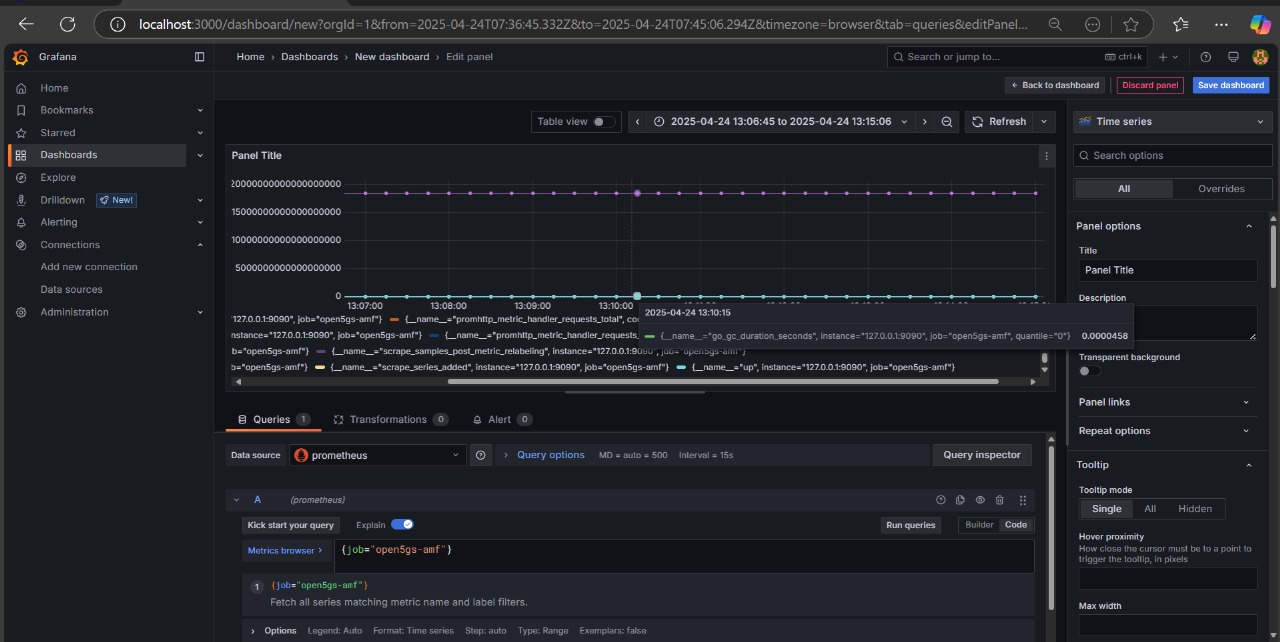 localhost:3000/dashboard/new?orgId=1&from=2025-04-24T07:36:45.332Z&to=2025-04-24T07:45:06.294Z&timezone=browser&tab=queries&editPanel...
Grafana
Home › Dashboards › New dashboard › Edit panel
Search or jump to...
ctrl+k
Back to dashboard
Discard panel
Save dashboard
Home
Bookmarks
Starred
Dashboards
Explore
Drilldown
New!
Alerting
Connections
Add new connection
Data sources
Administration
Table view
2025-04-24 13:06:45 to 2025-04-24 13:15:06
Refresh
Panel Title
20000000000000000000
15000000000000000000
10000000000000000000
5000000000000000000
0
13:07:00 13:08:00 13:09:00 13:10:00
"127.0.0.1:9090", job="open5gs-amf"} {__name__="promhttp_metric_handler_requests_total",
instance="127.0.0.1:9090", job="open5gs-amf"} {__name__="promhttp_metric_handler_requests_
b="open5gs-amf"} {__name__="scrape_samples_post_metric_relabeling", instance="127.0.0.1:9090", job="open5gs-amf"}
b="open5gs-amf"} {__name__="scrape_series_added", instance="127.0.0.1:9090", job="open5gs-amf"} {__name__="up", instance="127.0.0.1:9090", job="open5gs-amf"}
2025-04-24 13:10:15
{__name__="go_gc_duration_seconds", instance="127.0.0.1:9090", job="open5gs-amf", quantile="0"} 0.0000458
Queries 1
Transformations 0
Alert 0
Data source
prometheus
Query options
MD = auto = 500
Interval = 15s
Query inspector
A
(prometheus)
Kick start your query
Explain
Run queries
Builder
Code
Metrics browser ›
{job="open5gs-amf"}
1
{job="open5gs-amf"}
Fetch all series matching metric name and label filters.
Options
Legend: Auto
Format: Time series
Step: auto
Type: Range
Exemplars: false
Time series
Search options
All
Overrides
Panel options
Title
Panel Title
Description
Transparent background
Panel links
Repeat options
Tooltip
Tooltip mode
Single
All
Hidden
Hover proximity
How close the cursor must be to a point to
trigger the tooltip, in pixels
Max width